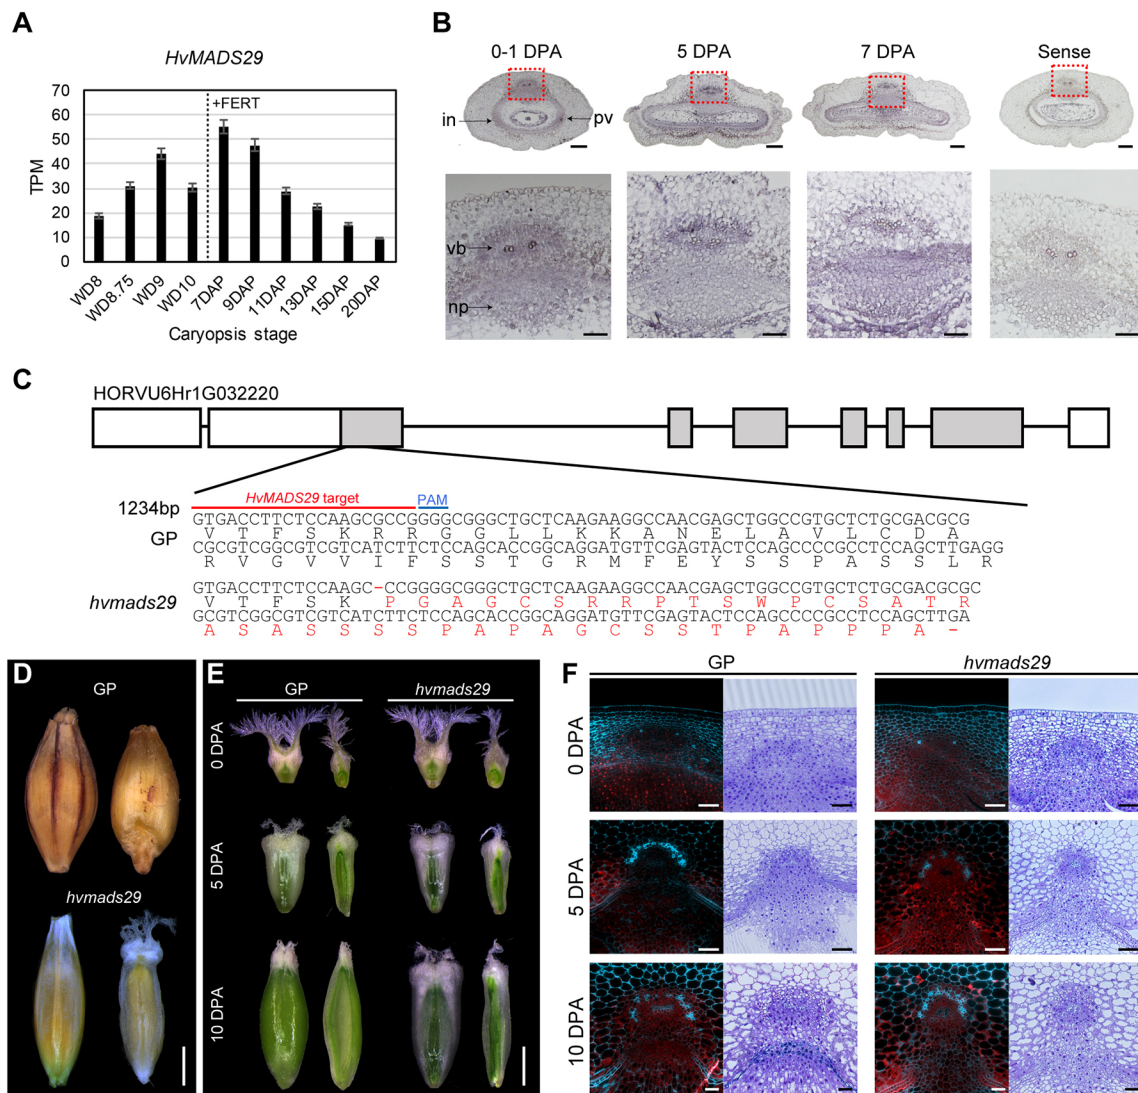 A
HvMADS29
+FERT
TPM
70
60
50
40
30
20
10
0
WD8
WD8.75
WD9
WD10
7DAP
9DAP
11DAP
13DAP
15DAP
20DAP
Caryopsis stage
B
0-1 DPA
5 DPA
7 DPA
Sense
in
pv
vb
np
C
HORVU6Hr1G032220
HvMADS29 target
PAM
1234bp
GTGACCTTCTCCAAGCGCCGGGGCGGGCTGCTCAAGAAGGCCAACGAGCTGGCCGTGCTCTGCGACGCG
GP
V T F S K R R G G L L K K A N E L A V L C D A
CGCGTCGGCGTCGTCATCTTCTCCAGCACCGGCAGGATGTTCGAGTACTCCAGCCCCGCCTCCAGCTTGAGG
R V G V V I F S S T G R M F E Y S S P A S S L R
GTGACCTTCTCCAAGC-CCGGGGCGGGCTGCTCAAGAAGGCCAACGAGCTGGCCGTGCTCTGCGACGCGC
hvmads29
V T F S K P G A G C S R R P T S W P C S A T R
GCGTCGGCGTCGTCATCTTCTCCAGCACCGGCAGGATGTTCGAGTACTCCAGCCCCGCCTCCAGCTTGA
A S A S S S S P A P A G C S S T P A P P P A -
D
GP
hvmads29
E
GP
hvmads29
0 DPA
5 DPA
10 DPA
F
GP
hvmads29
0 DPA
5 DPA
10 DPA